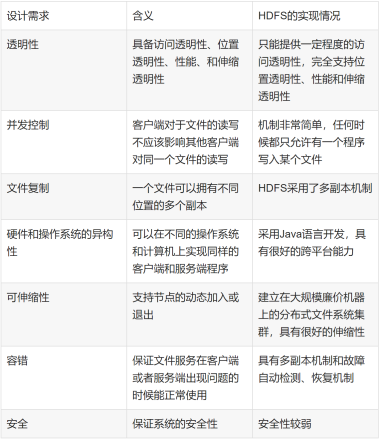 设计需求 含义 HDFS的实现情况
透明性 具备访问透明性、位置 只能提供一定程度的访
透明性、性能、和伸缩 问透明性，完全支持位
透明性 置透明性、性能和伸缩
透明性
并发控制 客户端对于文件的读写 机制非常简单，任何时
不应该影响其他客户端 候都只允许有一个程序
对同一个文件的读写 写入某个文件
文件复制 一个文件可以拥有不同 HDFS采用了多副本机制
位置的多个副本
硬件和操作系统的异构 可以在不同的操作系统 采用Java语言开发，具
性 和计算机上实现同样的 有很好的跨平台能力
客户端和服务端程序
可伸缩性 支持节点的动态加入或 建立在大规模廉价机器
退出 上的分布式文件系统集
群，具有很好的伸缩性
容错 保证文件服务在客户端 具有多副本机制和故障
或者服务端出现问题的 自动检测、恢复机制
时候能正常使用
安全 保证系统的安全性 安全性较弱